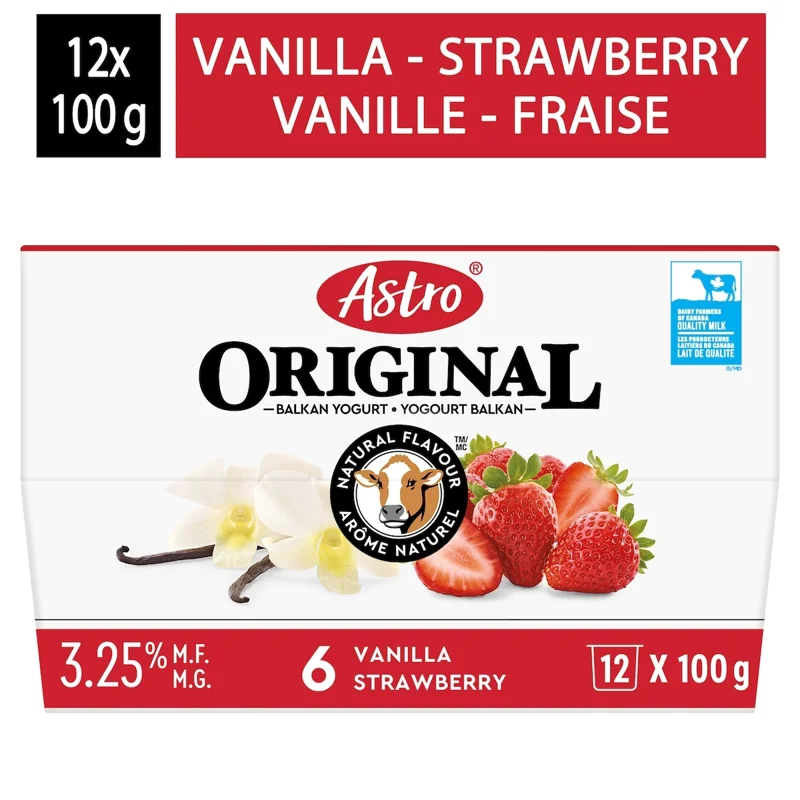 12x
100 g
VANILLA - STRAWBERRY
VANILLE - FRAISE
Astro®
ORIGINAL
BALKAN YOGURT • YOGOURT BALKAN
DAIRY FARMERS
OF CANADA
QUALITY MILK
LES PRODUCTEURS
LAITIERS DU CANADA
LAIT DE QUALITÉ
®/MD
NATURAL FLAVOUR
ARÔME NATUREL
TM/
MC
3.25% M.F.
M.G.
6 VANILLA
STRAWBERRY
12 X 100 g